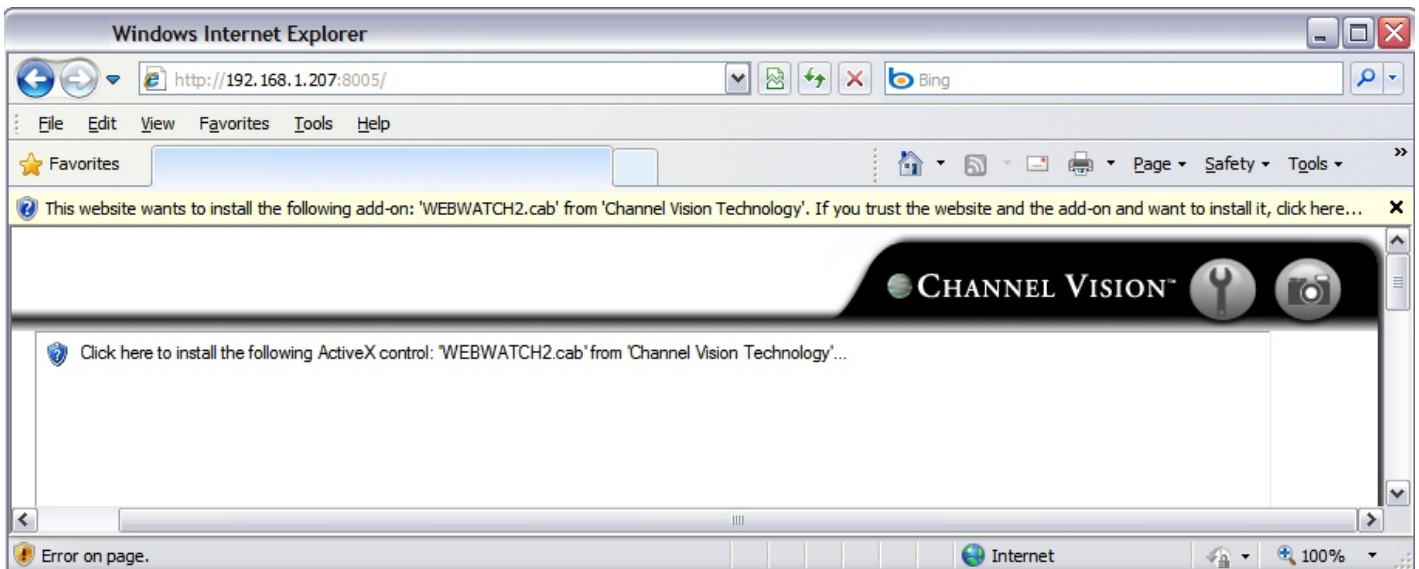 Windows Internet Explorer
http://192.168.1.207:8005/
Bing
File Edit View Favorites Tools Help
Favorites
Page Safety Tools »
This website wants to install the following add-on: 'WEBWATCH2.cab' from 'Channel Vision Technology'. If you trust the website and the add-on and want to install it, click here...
CHANNEL VISION™
Click here to install the following ActiveX control: 'WEBWATCH2.cab' from 'Channel Vision Technology'...
Error on page.
Internet
100%